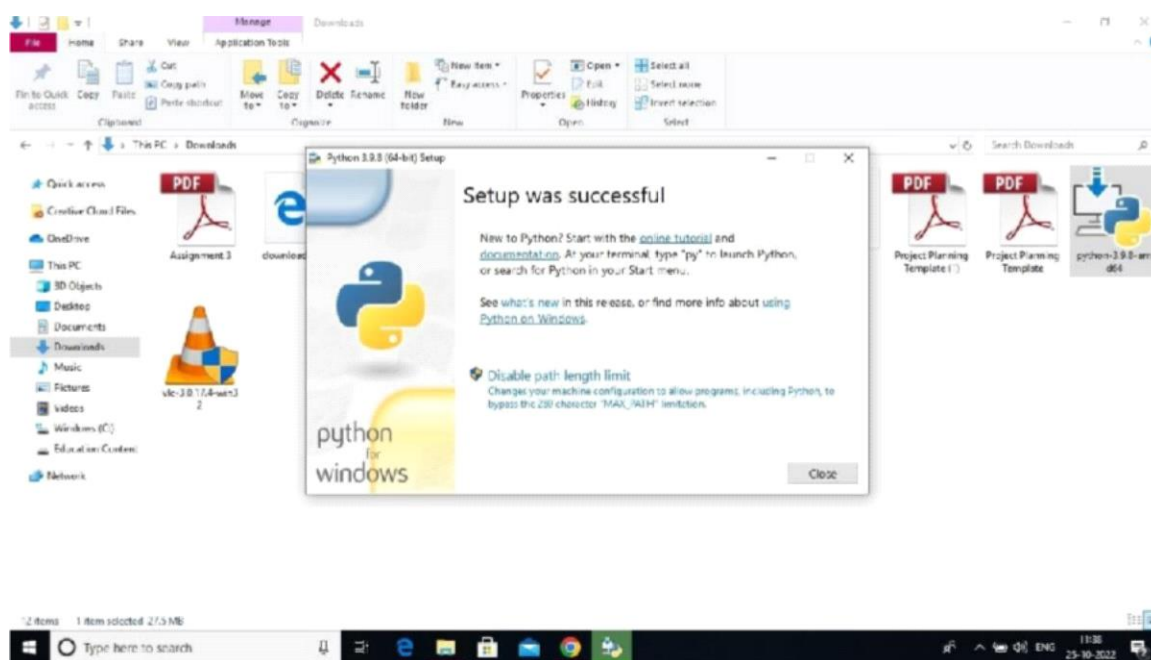 Manage
Downloads
File
Home
Share
View
Application Tools
Pin to Quick access
Copy
Paste
Cut
Copy path
Paste shortcut
Clipboard
Move to
Copy to
Delete
Rename
Organize
New folder
New item
Easy access
New
Properties
Open
Edit
History
Open
Select all
Select none
Invert selection
Select
This PC
Downloads
Search Downloads
Quick access
Creative Cloud Files
OneDrive
This PC
3D Objects
Desktop
Documents
Downloads
Music
Pictures
Videos
Windows (C:)
Education Content
Network
PDF
Assignment 3
vlc-3.0.17.4-win3
2
Python 3.9.8 (64-bit) Setup
Setup was successful
New to Python? Start with the online tutorial and
documentation. At your terminal, type "py" to launch Python,
or search for Python in your Start menu.
See what's new in this release, or find more info about using
Python on Windows.
Disable path length limit
Changes your machine configuration to allow programs, including Python, to
bypass the 260 character "MAX_PATH" limitation.
python
for
windows
Close
PDF
Project Planning
Template (1)
PDF
Project Planning
Template
python-3.9.8-am
d64
12 items
1 item selected 27.5 MB
Type here to search
ENG
11:38
25-10-2022